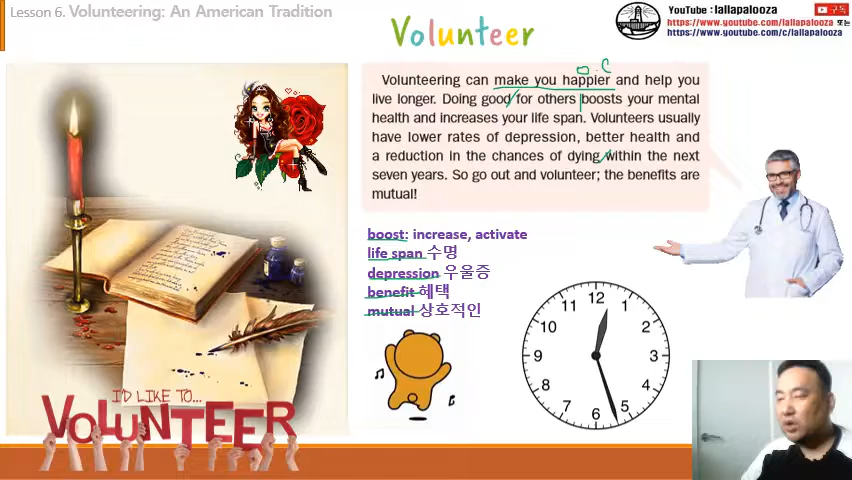 Lesson 6. Volunteering: An American Tradition
Volunteer
YouTube : lallapalooza
구독
https://www.youtube.com/lallapalooza 또는
https://www.youtube.com/c/lallapalooza
Volunteering can make you happier and help you
live longer. Doing good for others boosts your mental
health and increases your life span. Volunteers usually
have lower rates of depression, better health and
a reduction in the chances of dying within the next
seven years. So go out and volunteer; the benefits are
mutual!
O.C
boost: increase, activate
life span 수명
depression 우울증
benefit 혜택
mutual 상호적인
12
1
2
3
4
5
6
7
8
9
10
11
I'D LIKE TO...
VOLUNTEER